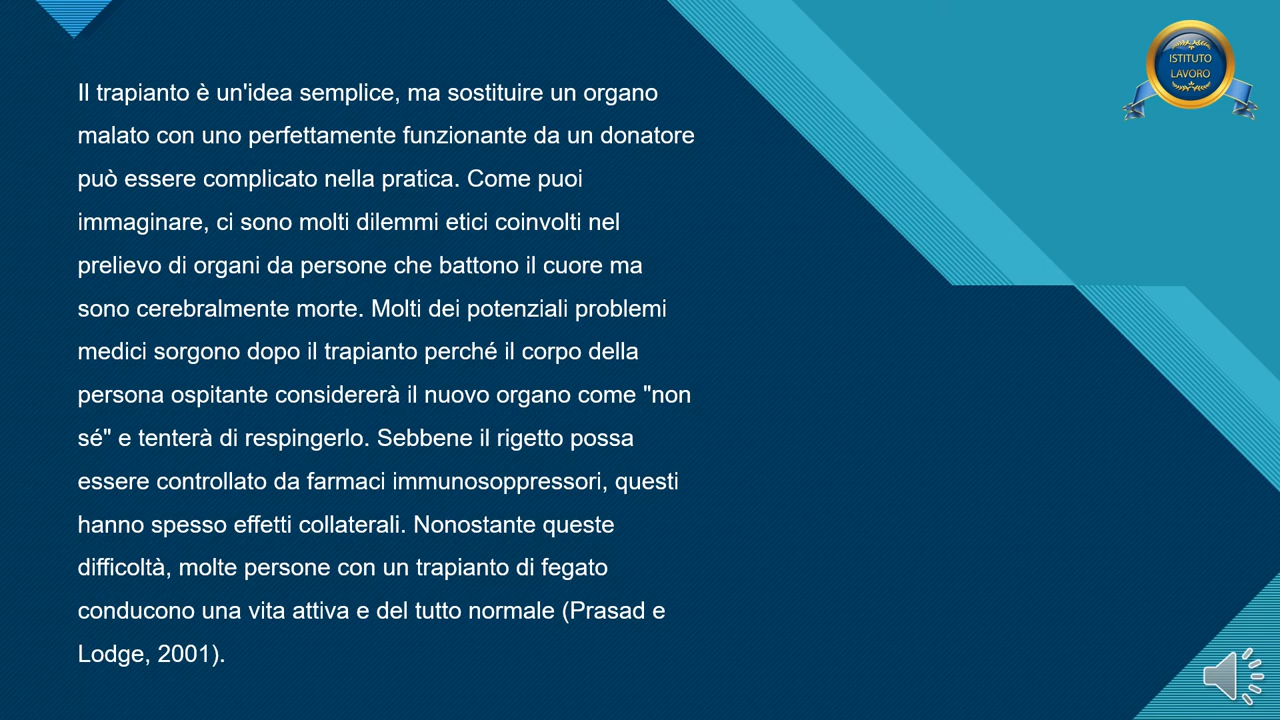 Il trapianto è un'idea semplice, ma sostituire un organo
malato con uno perfettamente funzionante da un donatore
può essere complicato nella pratica. Come puoi
immaginare, ci sono molti dilemmi etici coinvolti nel
prelievo di organi da persone che battono il cuore ma
sono cerebralmente morte. Molti dei potenziali problemi
medici sorgono dopo il trapianto perché il corpo della
persona ospitante considererà il nuovo organo come "non
sé" e tenterà di respingerlo. Sebbene il rigetto possa
essere controllato da farmaci immunosoppressori, questi
hanno spesso effetti collaterali. Nonostante queste
difficoltà, molte persone con un trapianto di fegato
conducono una vita attiva e del tutto normale (Prasad e
Lodge, 2001).
ISTITUTO
LAVORO